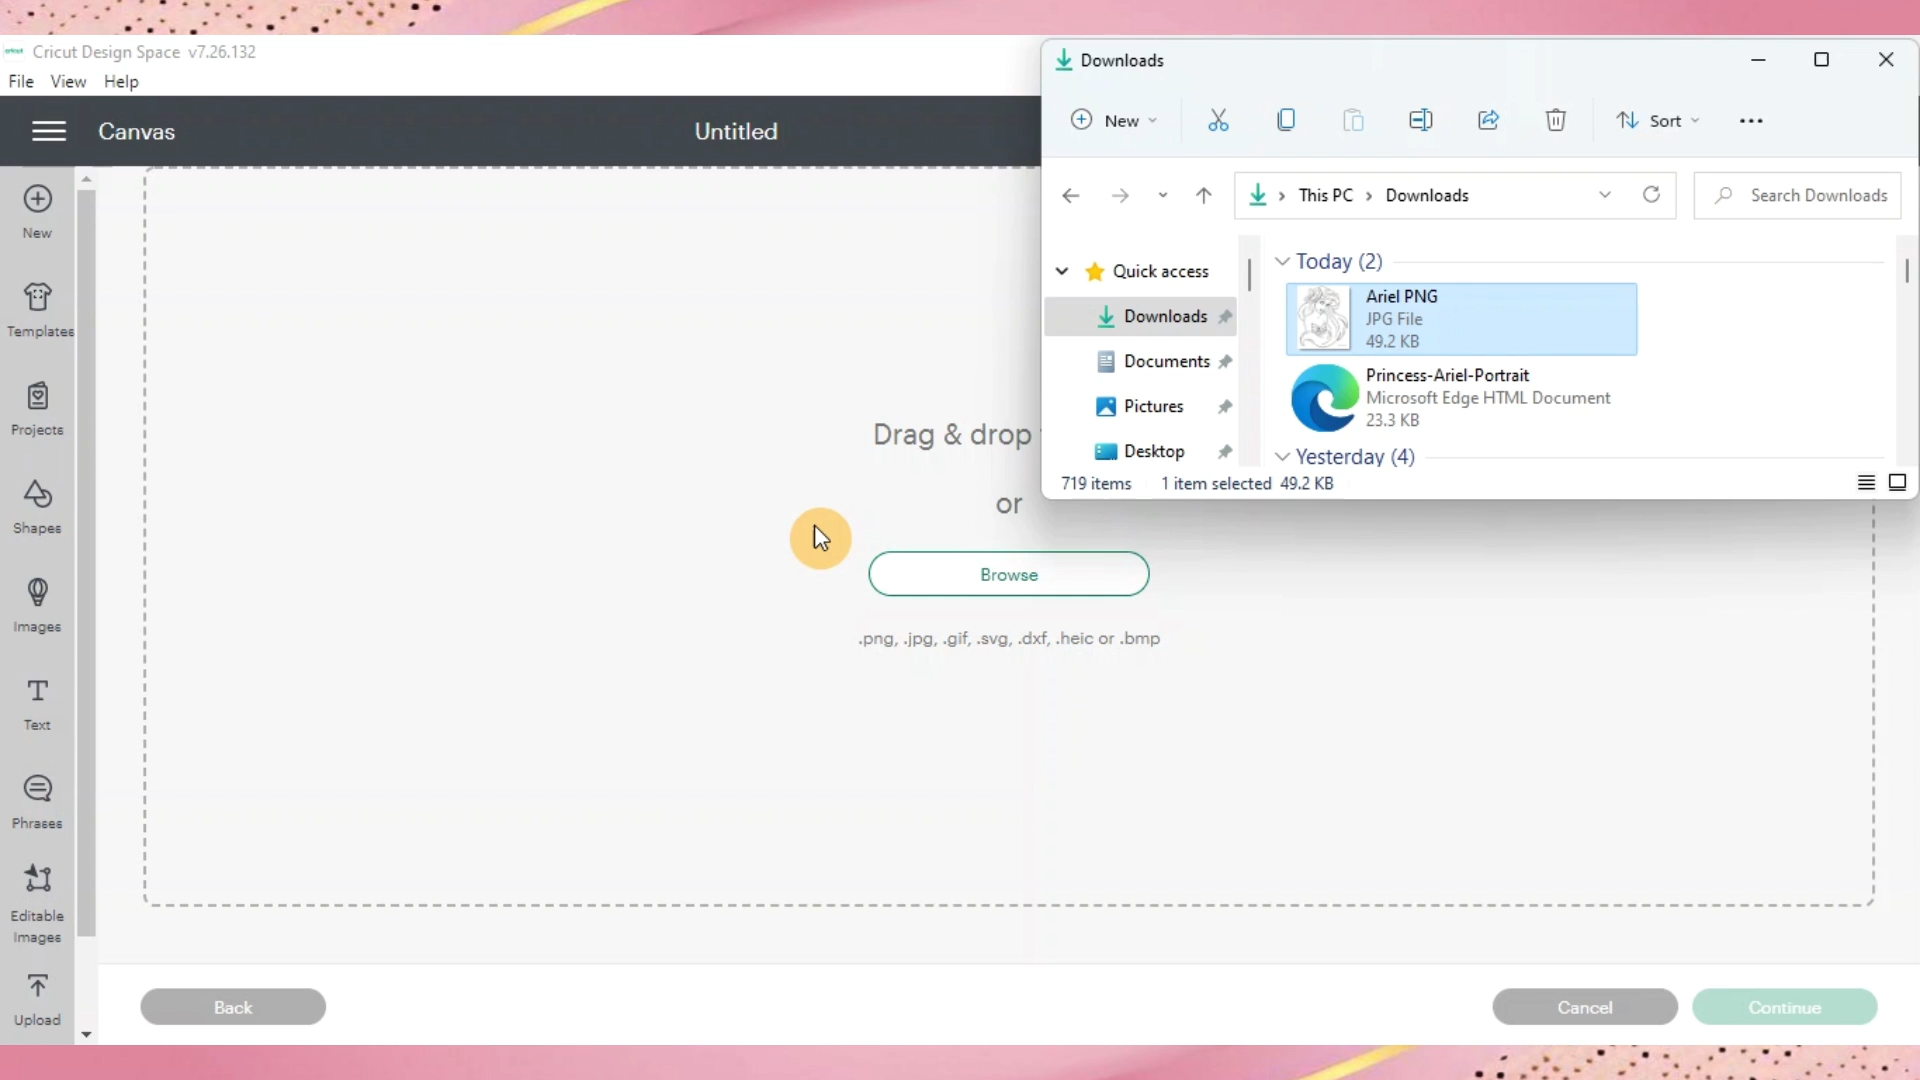 cricut Cricut Design Space v7.26.132
File View Help
Canvas
Untitled
New
Templates
Projects
Shapes
Images
Text
Phrases
Editable
Images
Upload
Drag & drop
or
Browse
.png, .jpg, .gif, .svg, .dxf, .heic or .bmp
Back
Cancel
Continue
Downloads
New
Sort
This PC > Downloads
Search Downloads
Quick access
Downloads
Documents
Pictures
Desktop
Today (2)
Ariel PNG
JPG File
49.2 KB
Princess-Ariel-Portrait
Microsoft Edge HTML Document
23.3 KB
Yesterday (4)
719 items 1 item selected 49.2 KB